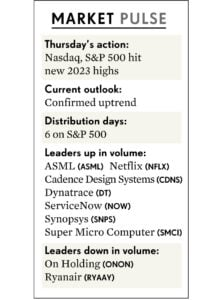 MARKET PULSE
Thursday's action:
Nasdaq, S&P 500 hit
new 2023 highs
Current outlook:
Confirmed uptrend
Distribution days:
6 on S&P 500
Leaders up in volume:
ASML (ASML) Netflix (NFLX)
Cadence Design Systems (CDNS)
Dynatrace (DT)
ServiceNow (NOW)
Synopsys (SNPS)
Super Micro Computer (SMCI)
Leaders down in volume:
On Holding (ONON)
Ryanair (RYAAY)